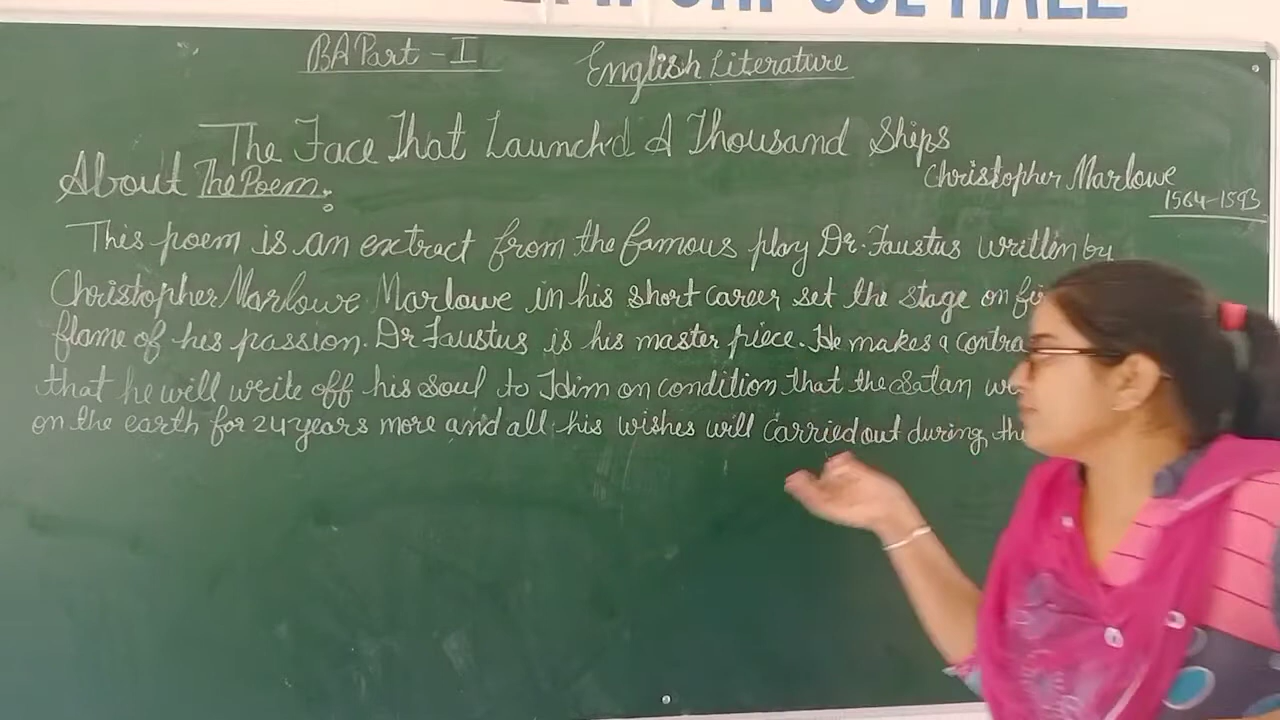 HALL
BA Part - I English Literature
The Face That Launch d A Thousand Ships
About The Poem:
Christopher Marlowe
1564-1593
This poem is an extract from the famous play Dr. Faustus written by
Christopher Marlowe Marlowe in his short career set the stage on
flame of his passion. Dr Faustus is his master piece. He makes a
that he will write off his soul to on condition that the Satan
on the earth for 24 years more and all his wishes will Carried out during